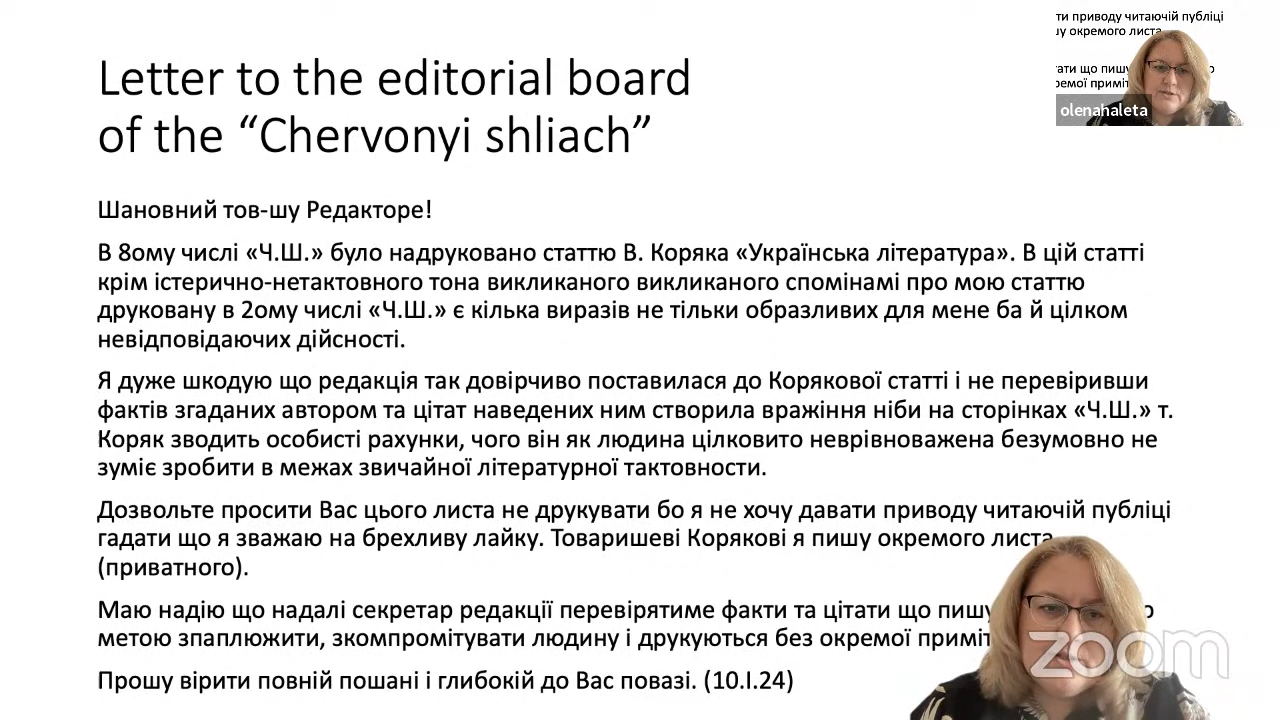 Letter to the editorial board
of the “Chervonyi shliach”
ти приводу читаючій публіці
шу окремого листа
гати що пишу
ремої приміт
olenahaleta
Шановний тов-шу Редакторе!
В 8ому числі «Ч.Ш.» було надруковано статтю В. Коряка «Українська література». В цій статті
крім істерично-нетактовного тона викликаного викликаного спомінамі про мою статтю
друковану в 2ому числі «Ч.Ш.» є кілька виразів не тільки образливих для мене ба й цілком
невідповідаючих дійсності.
Я дуже шкодую що редакція так довірчиво поставилася до Корякової статті і не перевіривши
фактів згаданих автором та цітат наведених ним створила вражіння ніби на сторінках «Ч.Ш.» т.
Коряк зводить особисті рахунки, чого він як людина цілковито неврівноважена безумовно не
зуміє зробити в межах звичайної літературної тактовности.
Дозвольте просити Вас цього листа не друкувати бо я не хочу давати приводу читаючій публіці
гадати що я зважаю на брехливу лайку. Товаришеві Корякові я пишу окремого листа
(приватного).
Маю надію що надалі секретар редакції перевірятиме факти та цітати що пишу
метою зпаплюжити, зкомпромітувати людину і друкуються без окремої приміт
Прошу вірити повній пошані і глибокій до Вас повазі. (10.I.24)
zoom